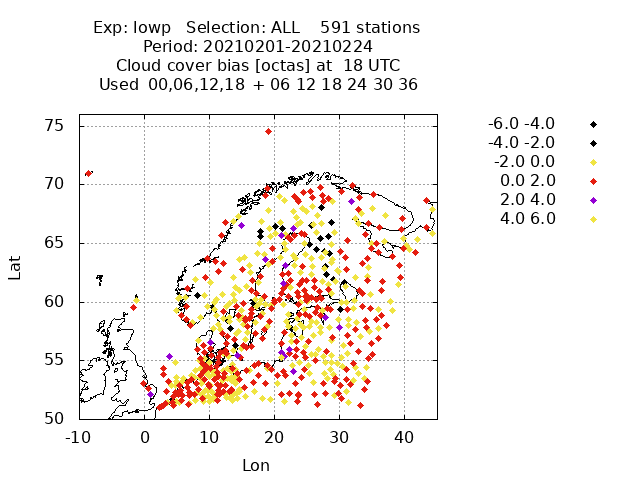 Exp: lowp   Selection: ALL    591 stations
Period: 20210201-20210224
Cloud cover bias [octas] at  18 UTC
Used  00,06,12,18  + 06 12 18 24 30 36
-6.0 -4.0
-4.0 -2.0
-2.0 0.0
0.0 2.0
2.0 4.0
4.0 6.0
75
70
65
60
55
50
Lat
-10 0 10 20 30 40
Lon